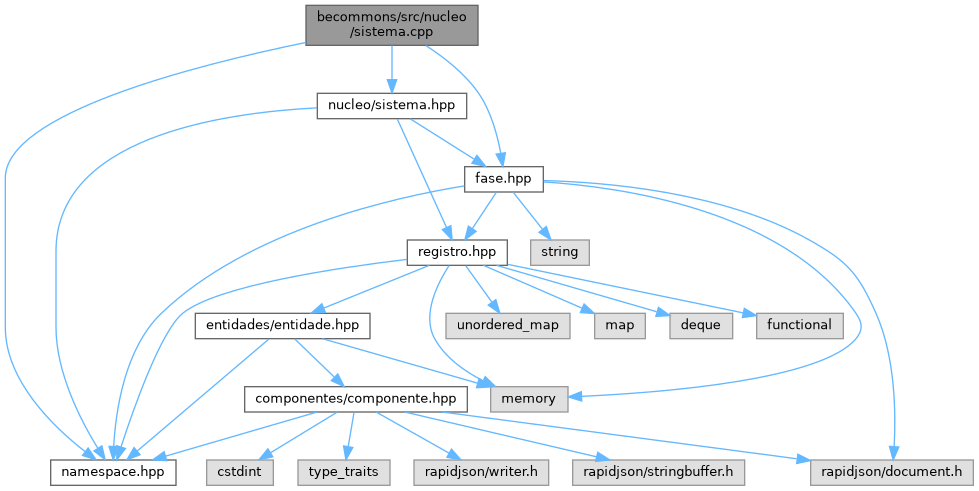 becommons/src/nucleo
/sistema.cpp
nucleo/sistema.hpp
fase.hpp
registro.hpp
string
entidades/entidade.hpp
unordered_map
map
deque
functional
componentes/componente.hpp
memory
namespace.hpp
cstdint
type_traits
rapidjson/writer.h
rapidjson/stringbuffer.h
rapidjson/document.h